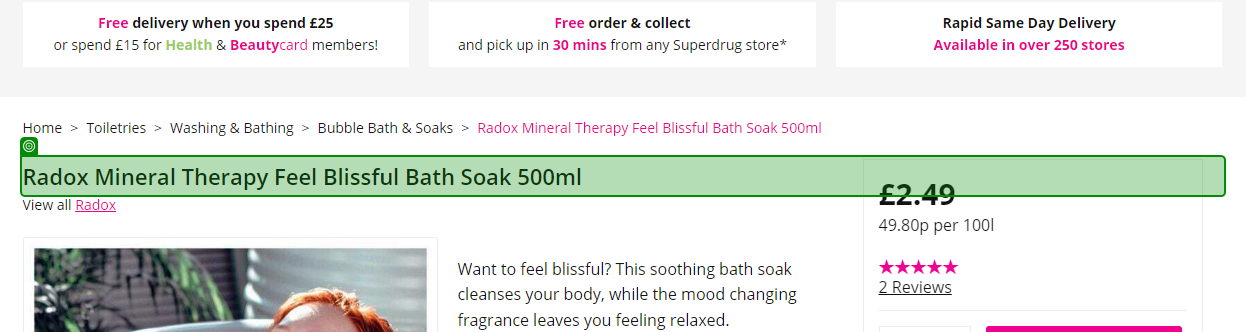 Free delivery when you spend £25
or spend £15 for Health & Beautycard members!
Free order & collect
and pick up in 30 mins from any Superdrug store*
Rapid Same Day Delivery
Available in over 250 stores
Home > Toiletries > Washing & Bathing > Bubble Bath & Soaks > Radox Mineral Therapy Feel Blissful Bath Soak 500ml
Radox Mineral Therapy Feel Blissful Bath Soak 500ml
View all Radox
£2.49
49.80p per 100l
2 Reviews
Want to feel blissful? This soothing bath soak
cleanses your body, while the mood changing
fragrance leaves you feeling relaxed.